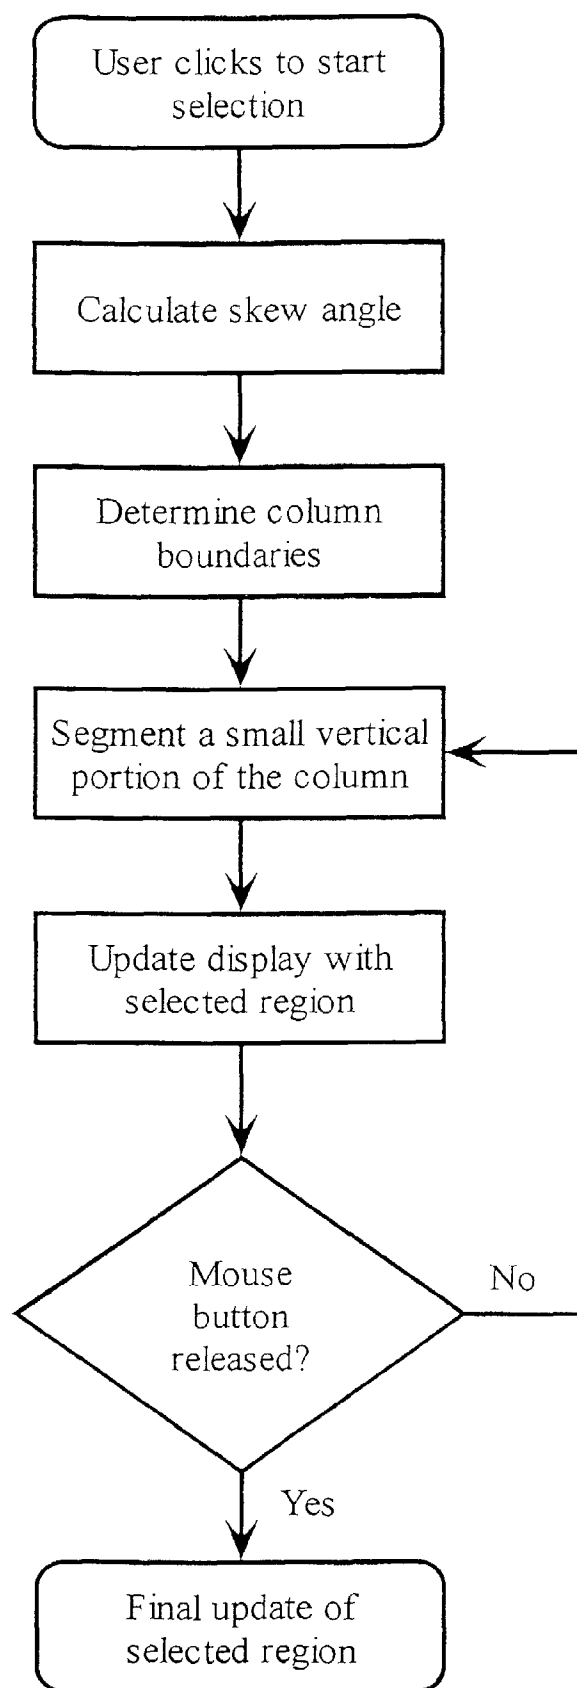 User clicks to start
selection
Calculate skew angle
Determine column
boundaries
Segment a small vertical
portion of the column
Update display with
selected region
Mouse
button
released?
No
Yes
Final update of
selected region